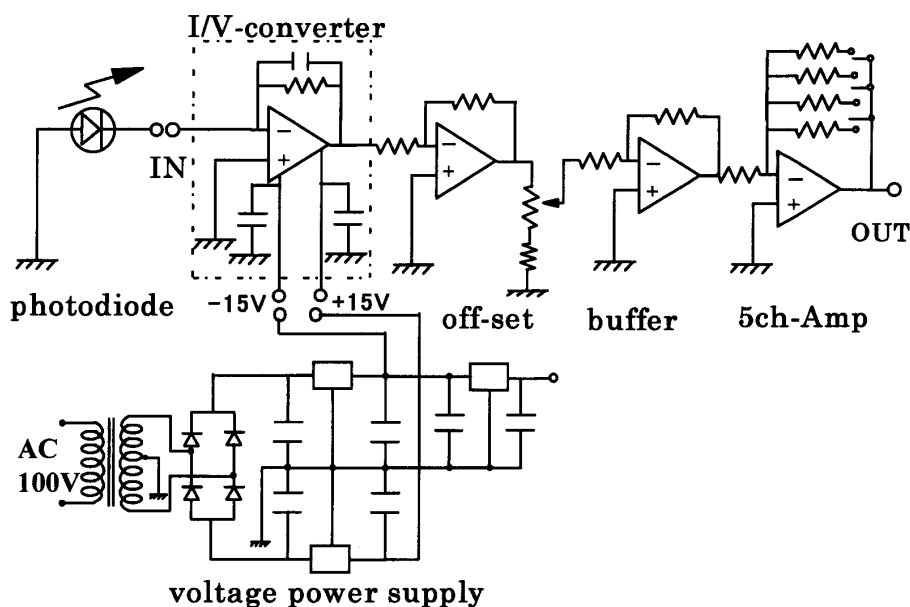 I/V-converter
IN
OUT
photodiode
-15V
+15V
off-set
buffer
5ch-Amp
AC
100V
voltage power supply